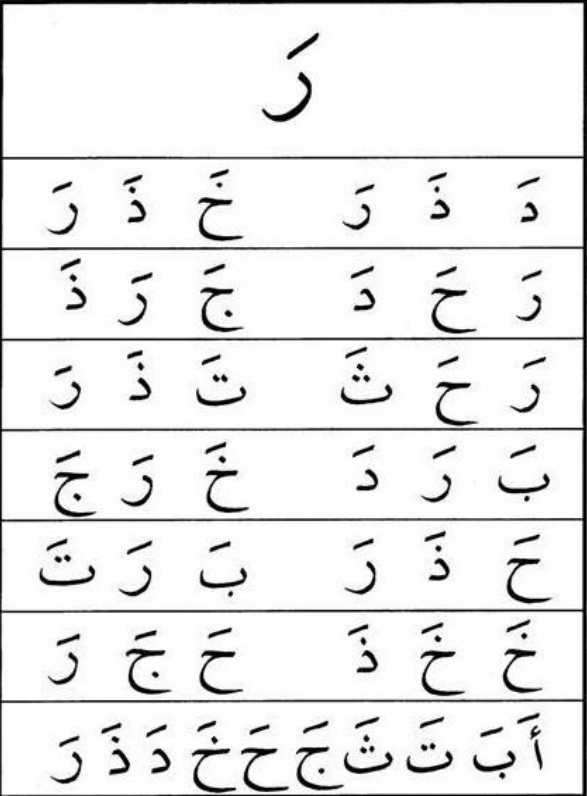 رَ
دَ ذَ رَ خَ ذَ رَ
رَ حَ دَ جَ رَ ذَ
رَ حَ ثَ تَ ذَ رَ
بَ رَ دَ خَ رَ جَ
حَ ذَ رَ بَ رَ تَ
خَ خَ ذَ حَ جَ رَ
أَ بَ تَ ثَ جَ حَ خَ دَ ذَ رَ